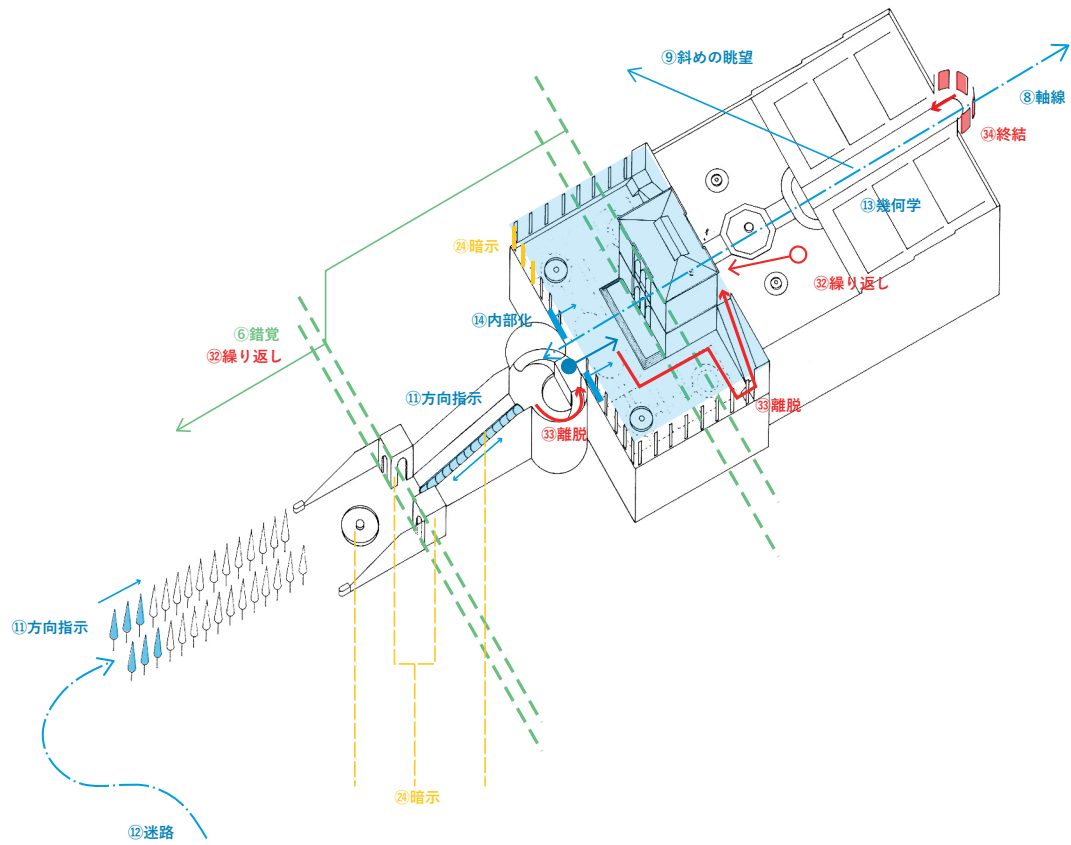 ⑨斜めの眺望
⑧軸線
㉞終結
⑬幾何学
㉔暗示
㉜繰り返し
⑭内部化
⑥錯覚
㉜繰り返し
⑪方向指示
㉝離脱
㉝離脱
⑪方向指示
㉔暗示
⑫迷路